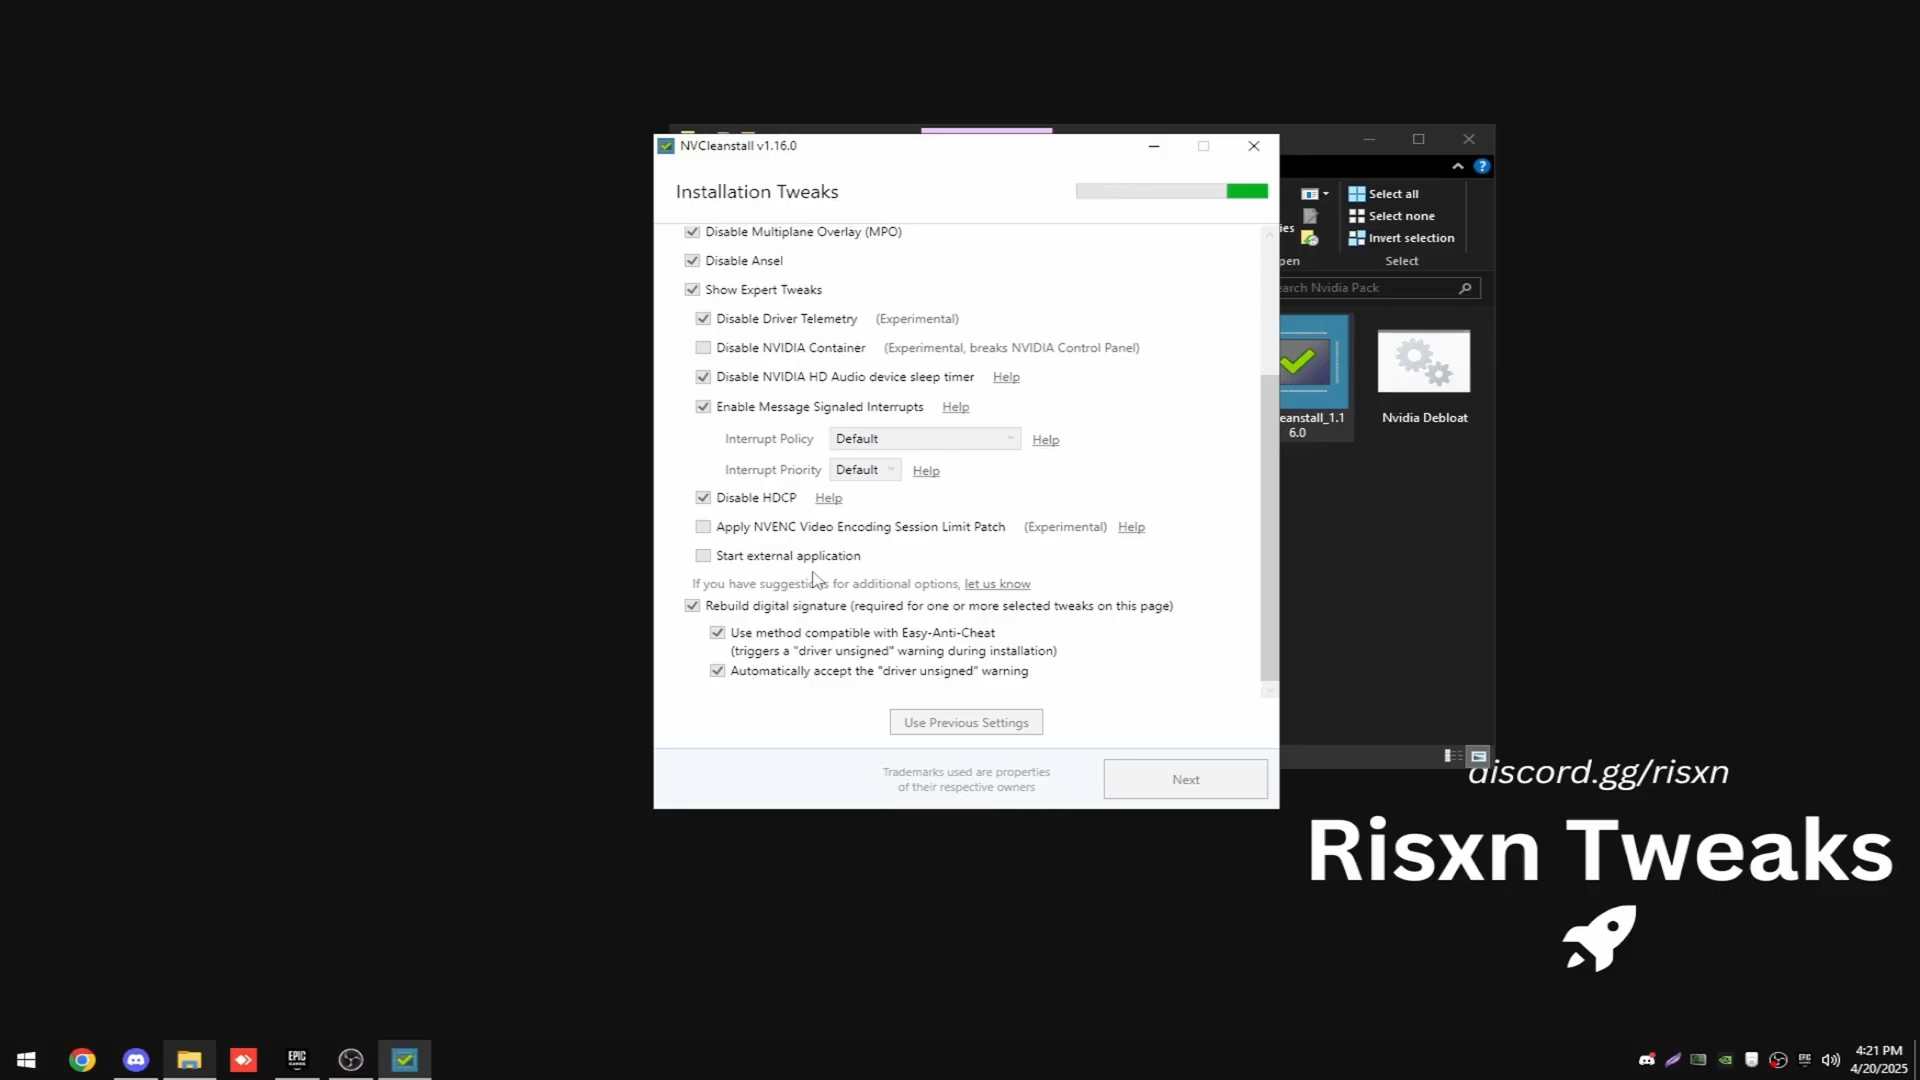 NVCleanstall v1.16.0
Installation Tweaks
Disable Multiplane Overlay (MPO)
Disable Ansel
Show Expert Tweaks
Disable Driver Telemetry (Experimental)
Disable NVIDIA Container (Experimental, breaks NVIDIA Control Panel)
Disable NVIDIA HD Audio device sleep timer Help
Enable Message Signaled Interrupts Help
Interrupt Policy Default Help
Interrupt Priority Default Help
Disable HDCP Help
Apply NVENC Video Encoding Session Limit Patch (Experimental) Help
Start external application
If you have suggestions for additional options, let us know
Rebuild digital signature (required for one or more selected tweaks on this page)
Use method compatible with Easy-Anti-Cheat
(triggers a "driver unsigned" warning during installation)
Automatically accept the "driver unsigned" warning
Use Previous Settings
Trademarks used are properties
of their respective owners
Next
Select all
Select none
Invert selection
Select
earch Nvidia Pack
eanstall_1.1
6.0
Nvidia Debloat
discord.gg/risxn
Risxn Tweaks
EPIC
GAMES
4:21 PM
4/20/2025